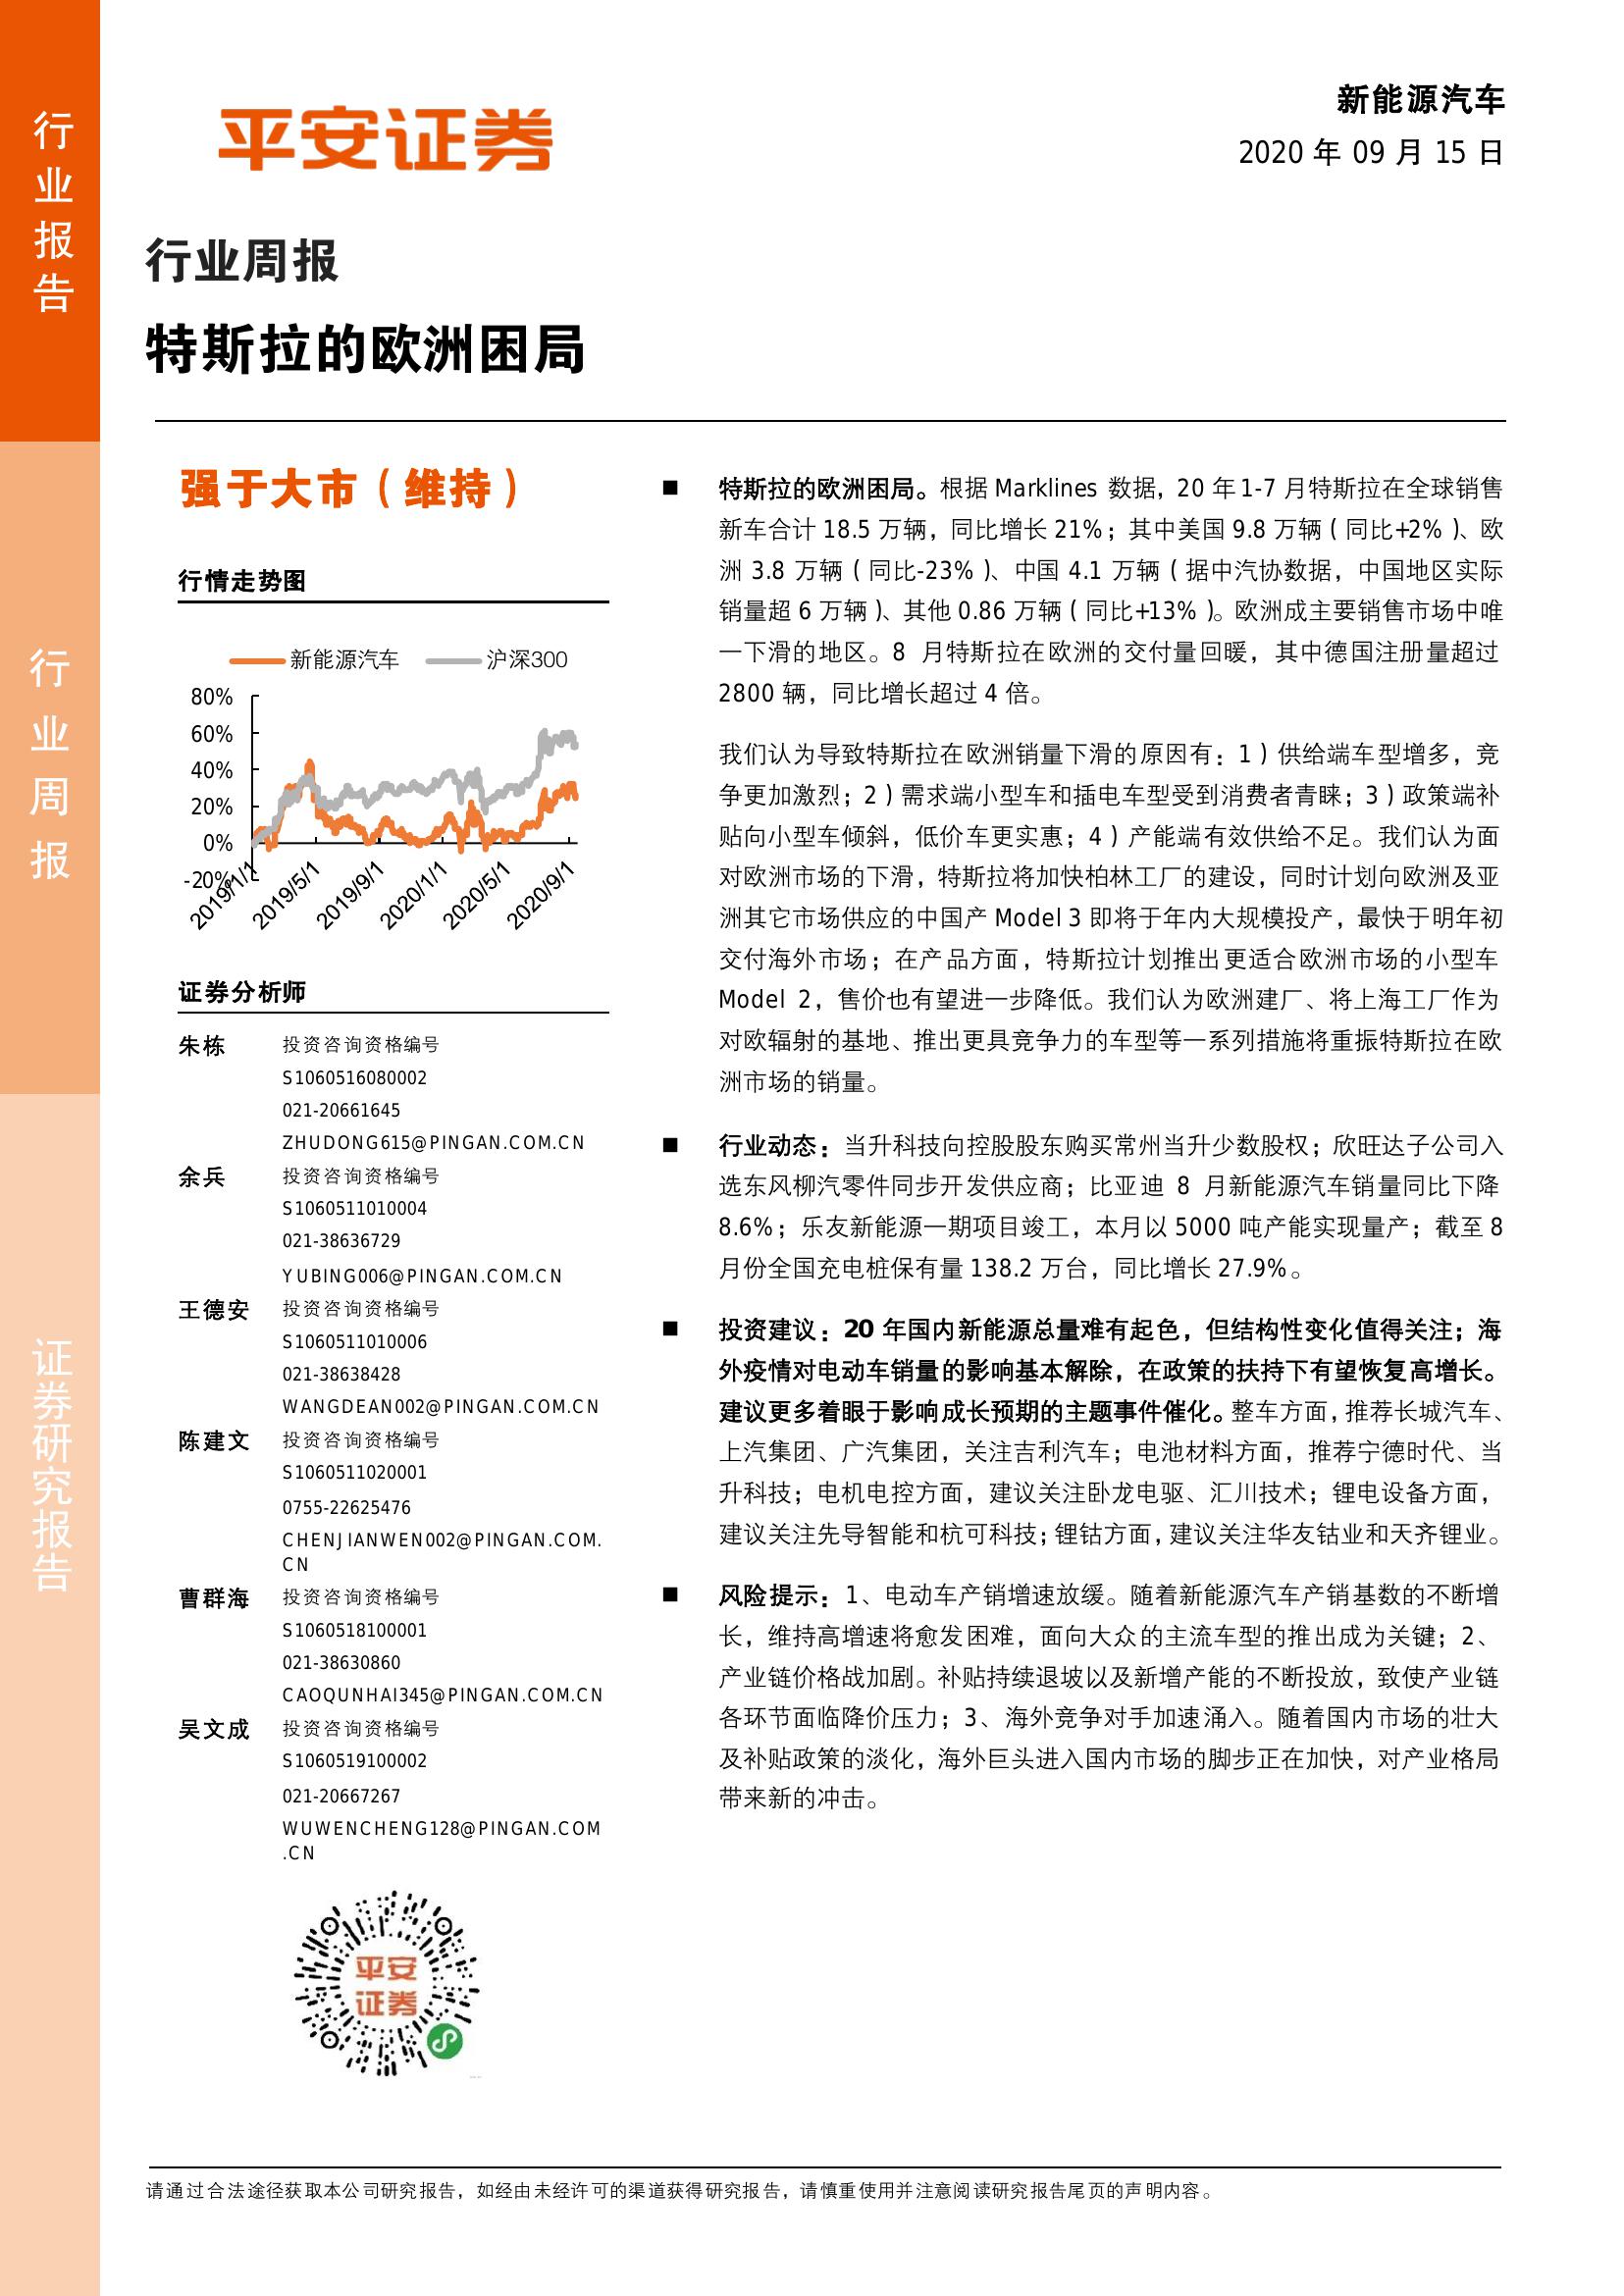 行业报告
行业周报
证券研究报告
平安证券
新能源汽车
2020 年 09 月 15 日
行业周报
特斯拉的欧洲困局
强于大市（维持）
行情走势图
新能源汽车 沪深300
80%
60%
40%
20%
0%
-20%
2019/1/1 2019/5/1 2019/9/1 2020/1/1 2020/5/1 2020/9/1
证券分析师
朱栋 投资咨询资格编号
S1060516080002
021-20661645
ZHUDONG615@PINGAN.COM.CN
余兵 投资咨询资格编号
S1060511010004
021-38636729
YUBING006@PINGAN.COM.CN
王德安 投资咨询资格编号
S1060511010006
021-38638428
WANGDEAN002@PINGAN.COM.CN
陈建文 投资咨询资格编号
S1060511020001
0755-22625476
CHENJIANWEN002@PINGAN.COM.
CN
曹群海 投资咨询资格编号
S1060518100001
021-38630860
CAOQUNHAI345@PINGAN.COM.CN
吴文成 投资咨询资格编号
S1060519100002
021-20667267
WUWENCHENG128@PINGAN.COM
.CN
平安
证券
■ 特斯拉的欧洲困局。根据 Marklines 数据，20 年 1-7 月特斯拉在全球销售
新车合计 18.5 万辆，同比增长 21%；其中美国 9.8 万辆（同比+2%）、欧
洲 3.8 万辆（同比-23%）、中国 4.1 万辆（据中汽协数据，中国地区实际
销量超 6 万辆）、其他 0.86 万辆（同比+13%）。欧洲成主要销售市场中唯
一下滑的地区。8 月特斯拉在欧洲的交付量回暖，其中德国注册量超过
2800 辆，同比增长超过 4 倍。
我们认为导致特斯拉在欧洲销量下滑的原因有：1）供给端车型增多，竞
争更加激烈；2）需求端小型车和插电车型受到消费者青睐；3）政策端补
贴向小型车倾斜，低价车更实惠；4）产能端有效供给不足。我们认为面
对欧洲市场的下滑，特斯拉将加快柏林工厂的建设，同时计划向欧洲及亚
洲其它市场供应的中国产 Model 3 即将于年内大规模投产，最快于明年初
交付海外市场；在产品方面，特斯拉计划推出更适合欧洲市场的小型车
Model 2，售价也有望进一步降低。我们认为欧洲建厂、将上海工厂作为
对欧辐射的基地、推出更具竞争力的车型等一系列措施将重振特斯拉在欧
洲市场的销量。
■ 行业动态：当升科技向控股股东购买常州当升少数股权；欣旺达子公司入
选东风柳汽零件同步开发供应商；比亚迪 8 月新能源汽车销量同比下降
8.6%；乐友新能源一期项目竣工，本月以 5000 吨产能实现量产；截至 8
月份全国充电桩保有量 138.2 万台，同比增长 27.9%。
■ 投资建议：20 年国内新能源总量难有起色，但结构性变化值得关注；海
外疫情对电动车销量的影响基本解除，在政策的扶持下有望恢复高增长。
建议更多着眼于影响成长预期的主题事件催化。整车方面，推荐长城汽车、
上汽集团、广汽集团，关注吉利汽车；电池材料方面，推荐宁德时代、当
升科技；电机电控方面，建议关注卧龙电驱、汇川技术；锂电设备方面，
建议关注先导智能和杭可科技；锂钴方面，建议关注华友钴业和天齐锂业。
■ 风险提示：1、电动车产销增速放缓。随着新能源汽车产销基数的不断增
长，维持高增速将愈发困难，面向大众的主流车型的推出成为关键；2、
产业链价格战加剧。补贴持续退坡以及新增产能的不断投放，致使产业链
各环节面临降价压力；3、海外竞争对手加速涌入。随着国内市场的壮大
及补贴政策的淡化，海外巨头进入国内市场的脚步正在加快，对产业格局
带来新的冲击。
请通过合法途径获取本公司研究报告，如经由未经许可的渠道获得研究报告，请慎重使用并注意阅读研究报告尾页的声明内容。